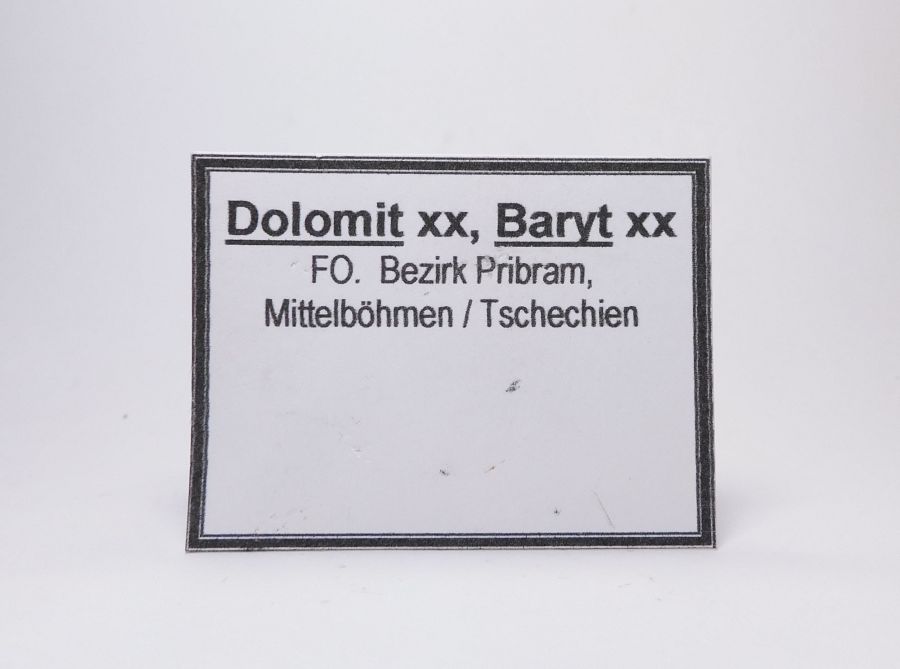 Dolomit xx, Baryt xx
FO. Bezirk Pribram,
Mittelböhmen / Tschechien